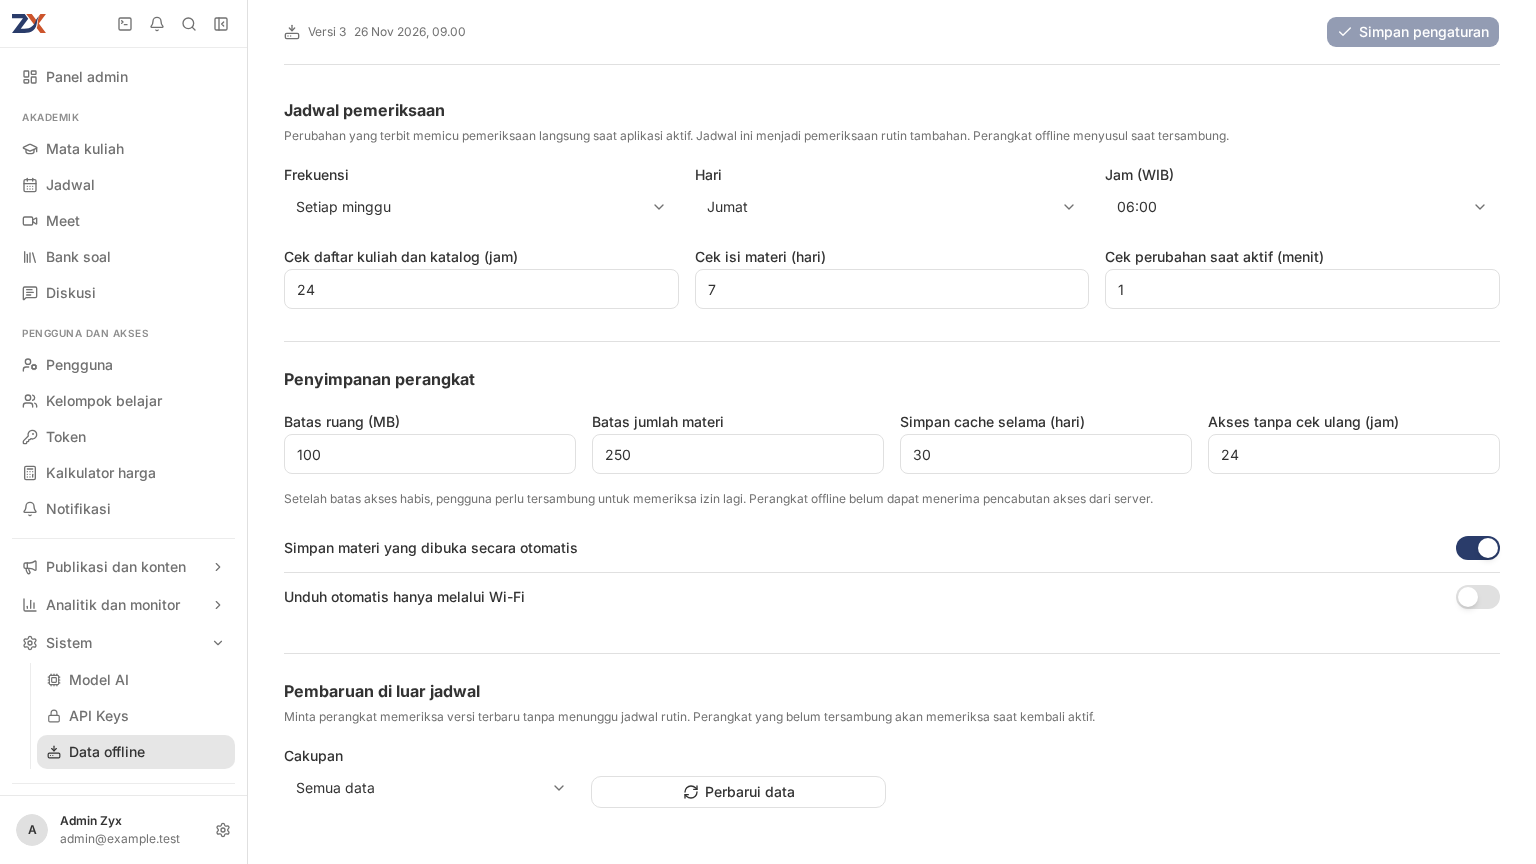 ZX
Panel admin
AKADEMIK
Mata kuliah
Jadwal
Meet
Bank soal
Diskusi
PENGGUNA DAN AKSES
Pengguna
Kelompok belajar
Token
Kalkulator harga
Notifikasi
Publikasi dan konten
Analitik dan monitor
Sistem
Model AI
API Keys
Data offline
A
Admin Zyx
admin@example.test
Versi 3 26 Nov 2026, 09.00
Simpan pengaturan
Jadwal pemeriksaan
Perubahan yang terbit memicu pemeriksaan langsung saat aplikasi aktif. Jadwal ini menjadi pemeriksaan rutin tambahan. Perangkat offline menyusul saat tersambung.
Frekuensi
Setiap minggu
Hari
Jumat
Jam (WIB)
06:00
Cek daftar kuliah dan katalog (jam)
24
Cek isi materi (hari)
7
Cek perubahan saat aktif (menit)
1
Penyimpanan perangkat
Batas ruang (MB)
100
Batas jumlah materi
250
Simpan cache selama (hari)
30
Akses tanpa cek ulang (jam)
24
Setelah batas akses habis, pengguna perlu tersambung untuk memeriksa izin lagi. Perangkat offline belum dapat menerima pencabutan akses dari server.
Simpan materi yang dibuka secara otomatis
Unduh otomatis hanya melalui Wi-Fi
Pembaruan di luar jadwal
Minta perangkat memeriksa versi terbaru tanpa menunggu jadwal rutin. Perangkat yang belum tersambung akan memeriksa saat kembali aktif.
Cakupan
Semua data
Perbarui data